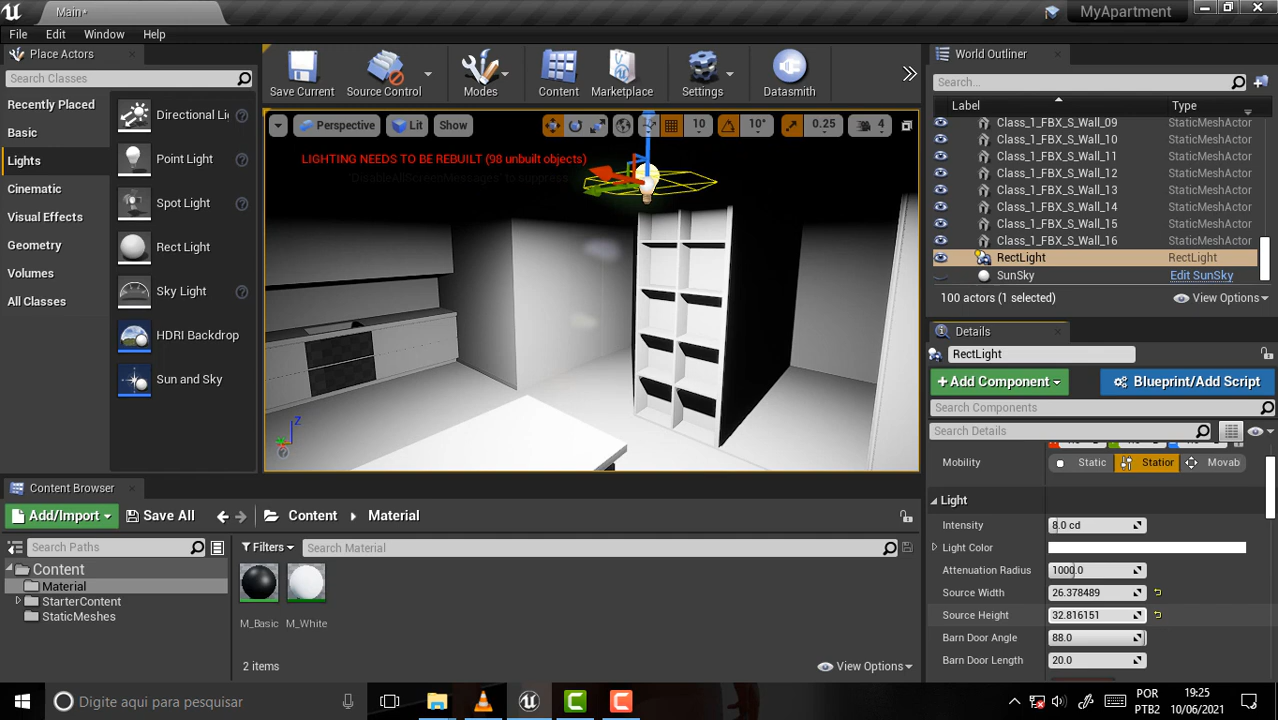 Main*
MyApartment
File
Edit
Window
Help
Place Actors
Search Classes
Recently Placed
Basic
Lights
Cinematic
Visual Effects
Geometry
Volumes
All Classes
Directional Li
Point Light
Spot Light
Rect Light
Sky Light
HDRI Backdrop
Sun and Sky
Save Current
Source Control
Modes
Content
Marketplace
Settings
Datasmith
Perspective
Lit
Show
10
10°
0.25
4
LIGHTING NEEDS TO BE REBUILT (98 unbuilt objects)
'DisableAllScreenMessages' to suppress
Z
World Outliner
Search...
Label
Type
Class_1_FBX_S_Wall_09 StaticMeshActor
Class_1_FBX_S_Wall_10 StaticMeshActor
Class_1_FBX_S_Wall_11 StaticMeshActor
Class_1_FBX_S_Wall_12 StaticMeshActor
Class_1_FBX_S_Wall_13 StaticMeshActor
Class_1_FBX_S_Wall_14 StaticMeshActor
Class_1_FBX_S_Wall_15 StaticMeshActor
Class_1_FBX_S_Wall_16 StaticMeshActor
RectLight RectLight
SunSky Edit SunSky
100 actors (1 selected)
View Options
Details
RectLight
+Add Component
Blueprint/Add Script
Search Components
Search Details
Mobility Static Station Movab
Light
Intensity 8.0 cd
Light Color
Attenuation Radius 1000.0
Source Width 26.378489
Source Height 32.816151
Barn Door Angle 88.0
Barn Door Length 20.0
Content Browser
Add/Import
Save All
Content
Material
Search Paths
Filters
Search Material
Content
Material
StarterContent
StaticMeshes
M_Basic
M_White
2 items
View Options
Digite aqui para pesquisar
POR
PTB2
19:25
10/06/2021